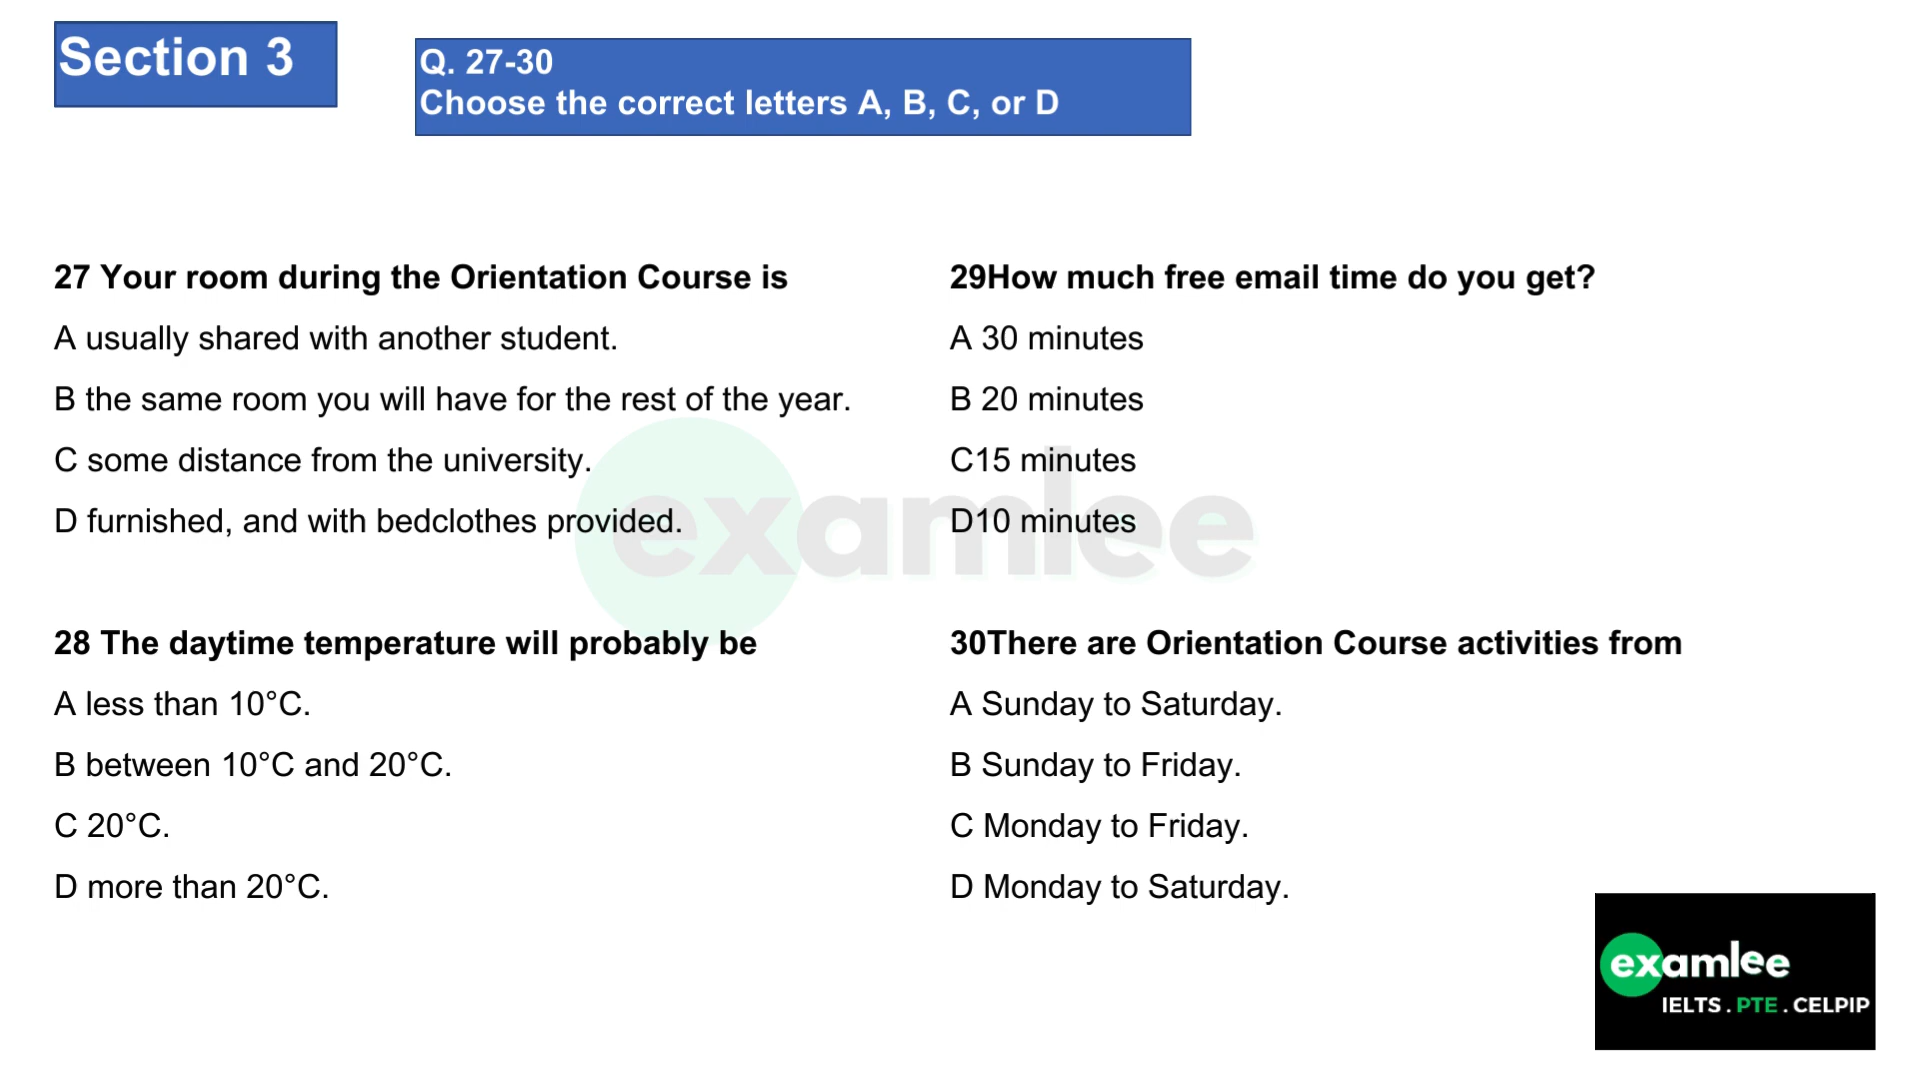 Section 3
Q. 27-30
Choose the correct letters A, B, C, or D
27 Your room during the Orientation Course is
A usually shared with another student.
B the same room you will have for the rest of the year.
C some distance from the university.
D furnished, and with bedclothes provided.
28 The daytime temperature will probably be
A less than 10°C.
B between 10°C and 20°C.
C 20°C.
D more than 20°C.
29How much free email time do you get?
A 30 minutes
B 20 minutes
C15 minutes
D10 minutes
30There are Orientation Course activities from
A Sunday to Saturday.
B Sunday to Friday.
C Monday to Friday.
D Monday to Saturday.
examlee
examlee
IELTS . PTE . CELPIP